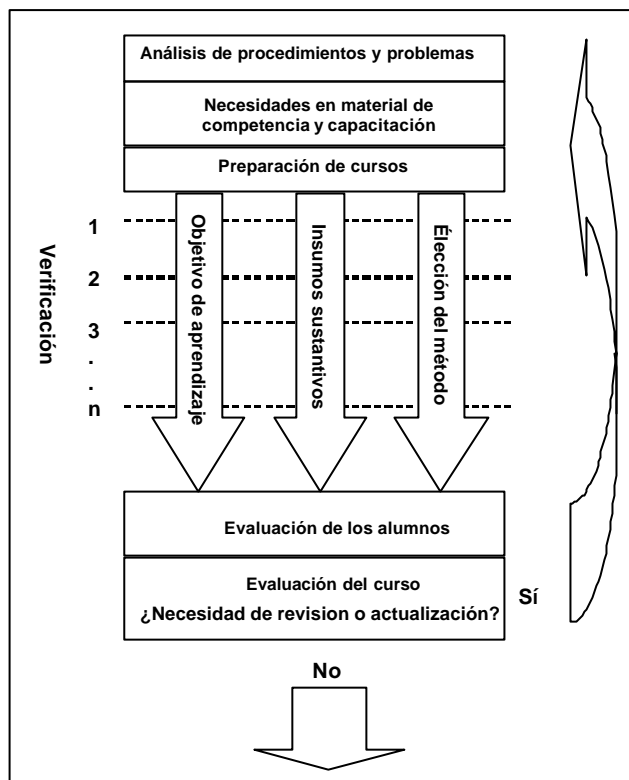 Análisis de procedimientos y problemas
Necesidades en material de
competencia y capacitación
Preparación de cursos
Verificación
1
2
3
.
.
n
Objetivo de aprendizaje
Insumos sustantivos
Élección del método
Evaluación de los alumnos
Evaluación del curso
¿Necesidad de revision o actualización?
Sí
No